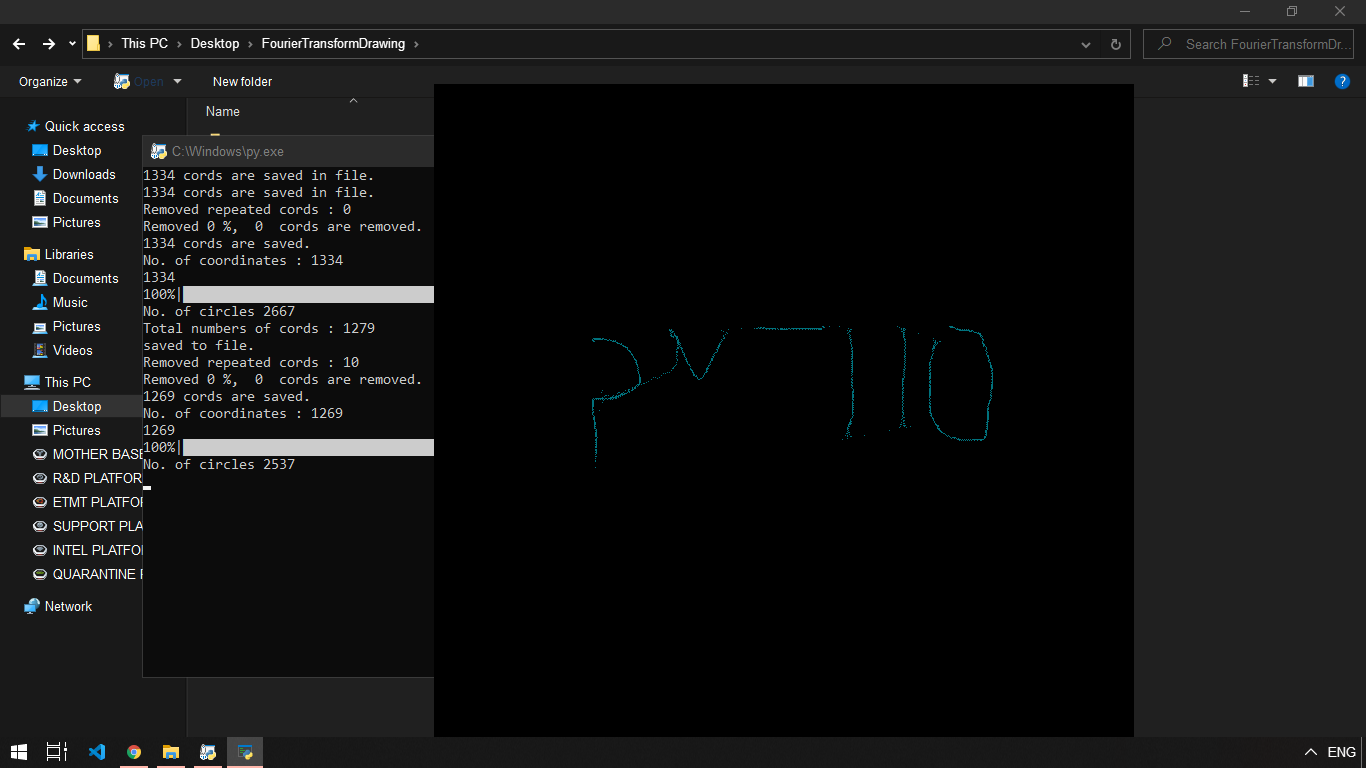 This PC › Desktop › FourierTransformDrawing ›
Search FourierTransformDr...
Organize
Open
New folder
?
Name
Quick access
Desktop
Downloads
Documents
Pictures
Libraries
Documents
Music
Pictures
Videos
This PC
Desktop
Pictures
MOTHER BASE
R&D PLATFOR
ETMT PLATFO
SUPPORT PLA
INTEL PLATFO
QUARANTINE
Network
C:\Windows\py.exe
1334 cords are saved in file.
1334 cords are saved in file.
Removed repeated cords : 0
Removed 0 %,  0  cords are removed.
1334 cords are saved.
No. of coordinates : 1334
1334
100%|
No. of circles 2667
Total numbers of cords : 1279
saved to file.
Removed repeated cords : 10
Removed 0 %,  0  cords are removed.
1269 cords are saved.
No. of coordinates : 1269
1269
100%|
No. of circles 2537
ENG